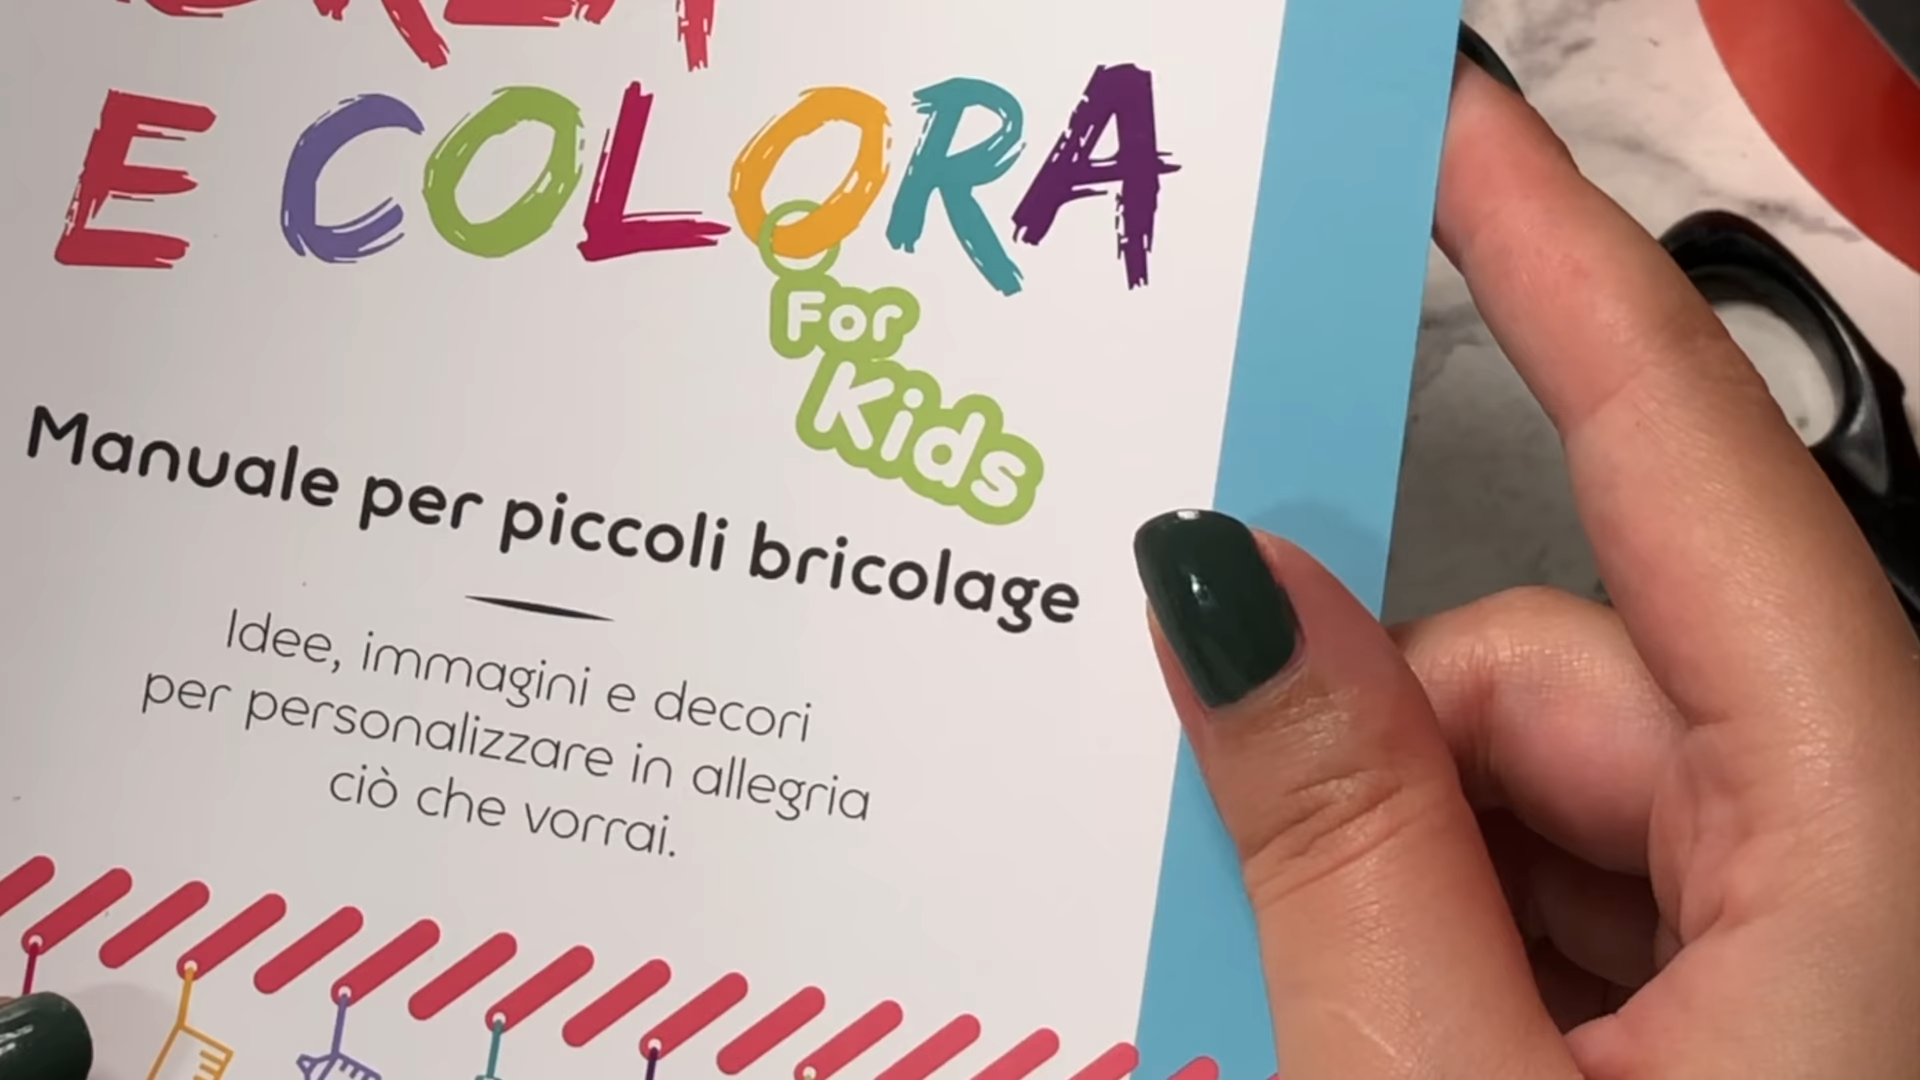 E COLORA
For
Kids
Manuale per piccoli bricolage
Idee, immagini e decori
per personalizzare in allegria
ciò che vorrai.